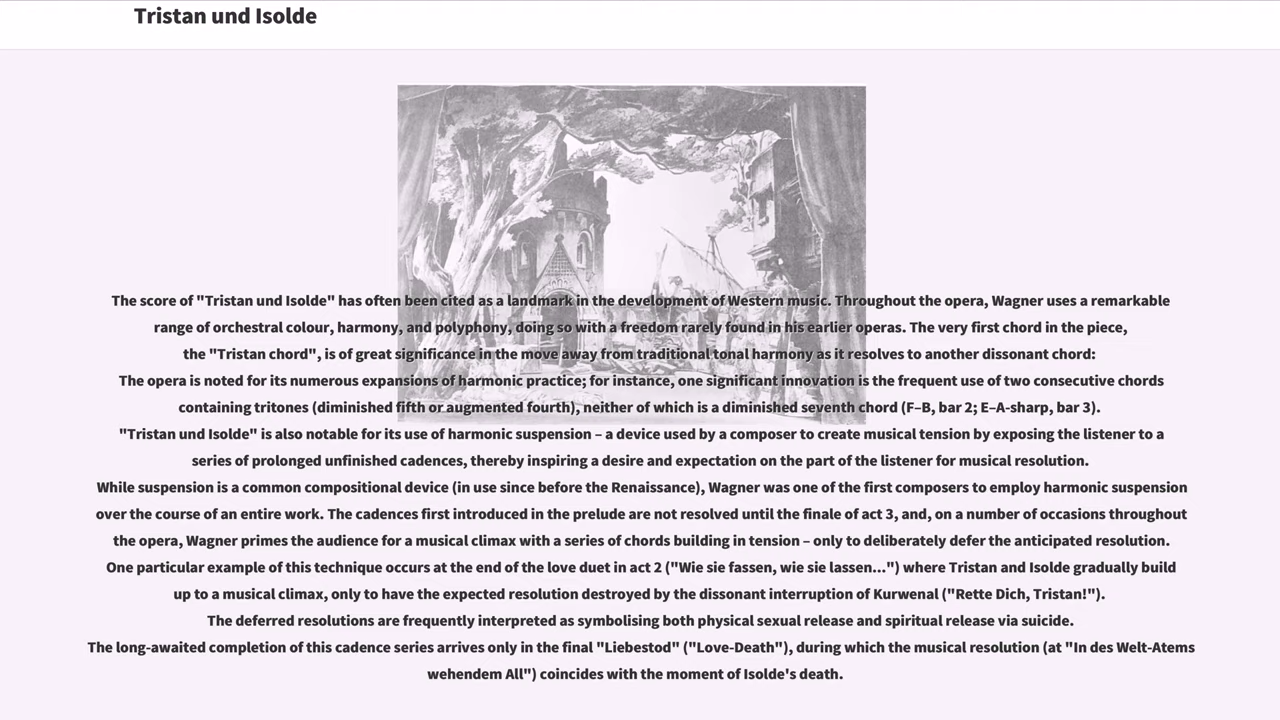 Tristan und Isolde
The score of "Tristan und Isolde" has often been cited as a landmark in the development of Western music. Throughout the opera, Wagner uses a remarkable
range of orchestral colour, harmony, and polyphony, doing so with a freedom rarely found in his earlier operas. The very first chord in the piece,
the "Tristan chord", is of great significance in the move away from traditional tonal harmony as it resolves to another dissonant chord:
The opera is noted for its numerous expansions of harmonic practice; for instance, one significant innovation is the frequent use of two consecutive chords
containing tritones (diminished fifth or augmented fourth), neither of which is a diminished seventh chord (F–B, bar 2; E–A-sharp, bar 3).
"Tristan und Isolde" is also notable for its use of harmonic suspension – a device used by a composer to create musical tension by exposing the listener to a
series of prolonged unfinished cadences, thereby inspiring a desire and expectation on the part of the listener for musical resolution.
While suspension is a common compositional device (in use since before the Renaissance), Wagner was one of the first composers to employ harmonic suspension
over the course of an entire work. The cadences first introduced in the prelude are not resolved until the finale of act 3, and, on a number of occasions throughout
the opera, Wagner primes the audience for a musical climax with a series of chords building in tension – only to deliberately defer the anticipated resolution.
One particular example of this technique occurs at the end of the love duet in act 2 ("Wie sie fassen, wie sie lassen...") where Tristan and Isolde gradually build
up to a musical climax, only to have the expected resolution destroyed by the dissonant interruption of Kurwenal ("Rette Dich, Tristan!").
The deferred resolutions are frequently interpreted as symbolising both physical sexual release and spiritual release via suicide.
The long-awaited completion of this cadence series arrives only in the final "Liebestod" ("Love-Death"), during which the musical resolution (at "In des Welt-Atems
wehendem All") coincides with the moment of Isolde's death.